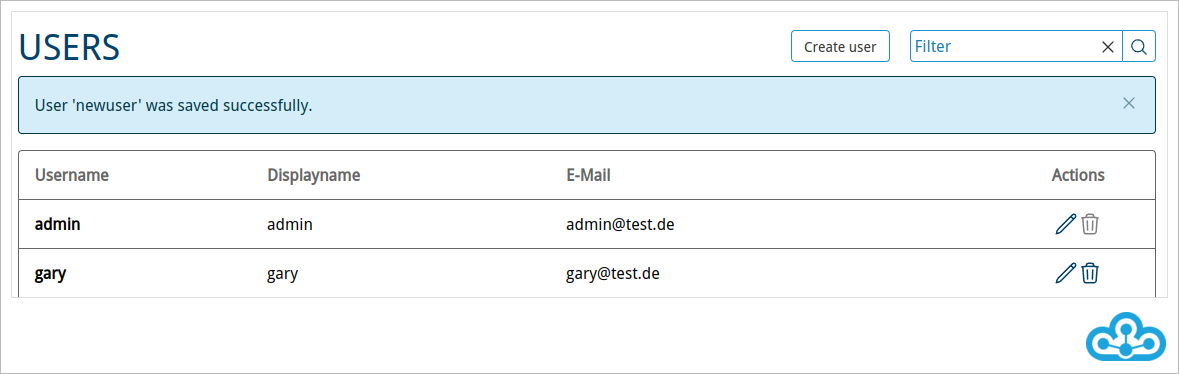 USERS Create user Filter
User 'newuser' was saved successfully.
Username Displayname E-Mail Actions
admin admin admin@test.de
gary gary gary@test.de